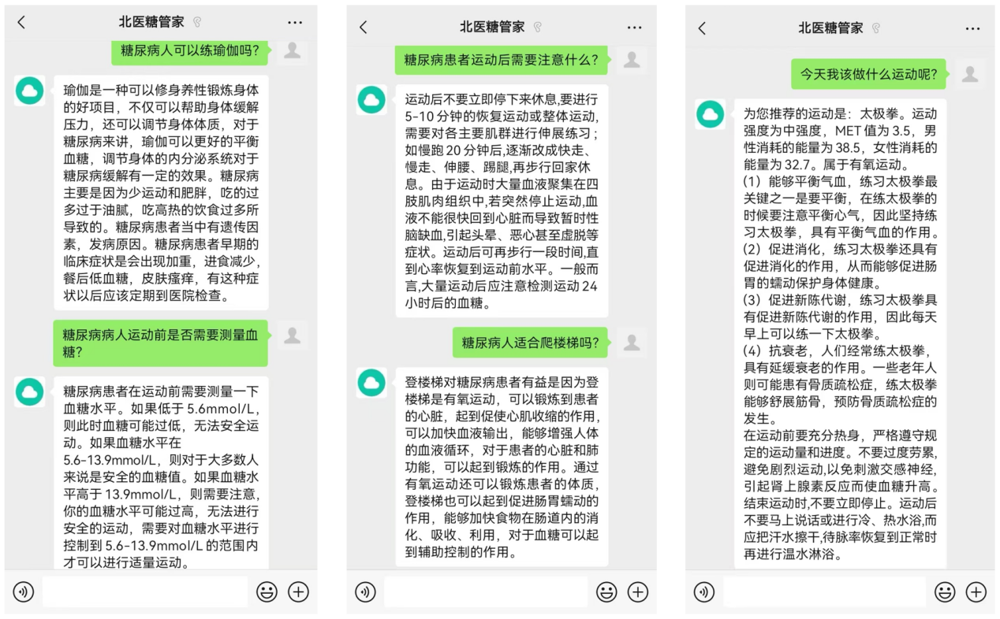 北医糖管家
糖尿病人可以练瑜伽吗?
瑜伽是一种可以修身养性锻炼身体
的好项目，不仅可以帮助身体缓解
压力，还可以调节身体体质，对于
糖尿病来讲，瑜伽可以更好的平衡
血糖，调节身体的内分泌系统对于
糖尿病缓解有一定的效果。糖尿病
主要是因为少运动和肥胖，吃的过
多过于油腻，吃高热的饮食过多所
导致的。糖尿病患者当中有遗传因
素，发病原因。糖尿病患者早期的
临床症状是会出现加重，进食减少，
餐后低血糖，皮肤瘙痒，有这种症
状以后应该定期到医院检查。
糖尿病病人运动前是否需要测量血
糖?
糖尿病患者在运动前需要测量一下
血糖水平。如果低于 5.6mmol/L，
则此时血糖可能过低，无法安全运
动。如果血糖水平在
5.6-13.9mmol/L，则对于大多数人
来说是安全的血糖值。如果血糖水
平高于 13.9mmol/L，则需要注意，
你的血糖水平可能过高，无法进行
安全的运动，需要对血糖水平进行
控制到 5.6-13.9mmol/L 的范围内
才可以进行适量运动。
北医糖管家
糖尿病患者运动后需要注意什么?
运动后不要立即停下来休息,要进行
5-10 分钟的恢复运动或整体运动，
需要对各主要肌群进行伸展练习；
如慢跑 20 分钟后,逐渐改成快走、
慢走、伸腰、踢腿,再步行回家休
息。由于运动时大量血液聚集在四
肢肌肉组织中,若突然停止运动,血
液不能很快回到心脏而导致暂时性
脑缺血,引起头晕、恶心甚至虚脱等
症状。运动后可再步行一段时间,直
到心率恢复到运动前水平。一般而
言,大量运动后应注意检测运动 24
小时后的血糖。
糖尿病人适合爬楼梯吗?
登楼梯对糖尿病患者有益是因为登
楼梯是有氧运动，可以锻炼到患者
的心脏，起到促使心肌收缩的作用，
可以加快血液输出，能够增强人体
的血液循环，对于患者的心脏和肺
功能，可以起到锻炼的作用。通过
有氧运动还可以锻炼患者的体质，
登楼梯也可以起到促进肠胃蠕动的
作用，能够加快食物在肠道内的消
化、吸收、利用，对于血糖可以起
到辅助控制的作用。
北医糖管家
今天我该做什么运动呢?
为您推荐的运动是：太极拳。运动
强度为中强度，MET 值为 3.5，男
性消耗的能量为 38.5，女性消耗的
能量为 32.7。属于有氧运动。
(1）能够平衡气血，练习太极拳最
关键之一是要平衡，在练太极拳的
时候要注意平衡心气，因此坚持练
习太极拳，具有平衡气血的作用。
(2）促进消化，练习太极拳还具有
促进消化的作用，从而能够促进肠
胃的蠕动保护身体健康。
(3）促进新陈代谢，练习太极拳具
有促进新陈代谢的作用，因此每天
早上可以练一下太极拳。
(4）抗衰老，人们经常练太极拳，
具有延缓衰老的作用。一些老年人
则可能患有骨质疏松症，练太极拳
能够舒展筋骨，预防骨质疏松症的
发生。
在运动前要充分热身，严格遵守规
定的运动量和进度。不要过度劳累,
避免剧烈运动,以免刺激交感神经,
引起肾上腺素反应而使血糖升高。
结束运动时,不要立即停止。运动后
不要马上说话或进行冷、热水浴,而
应把汗水擦干,待脉率恢复到正常时
再进行温水淋浴。